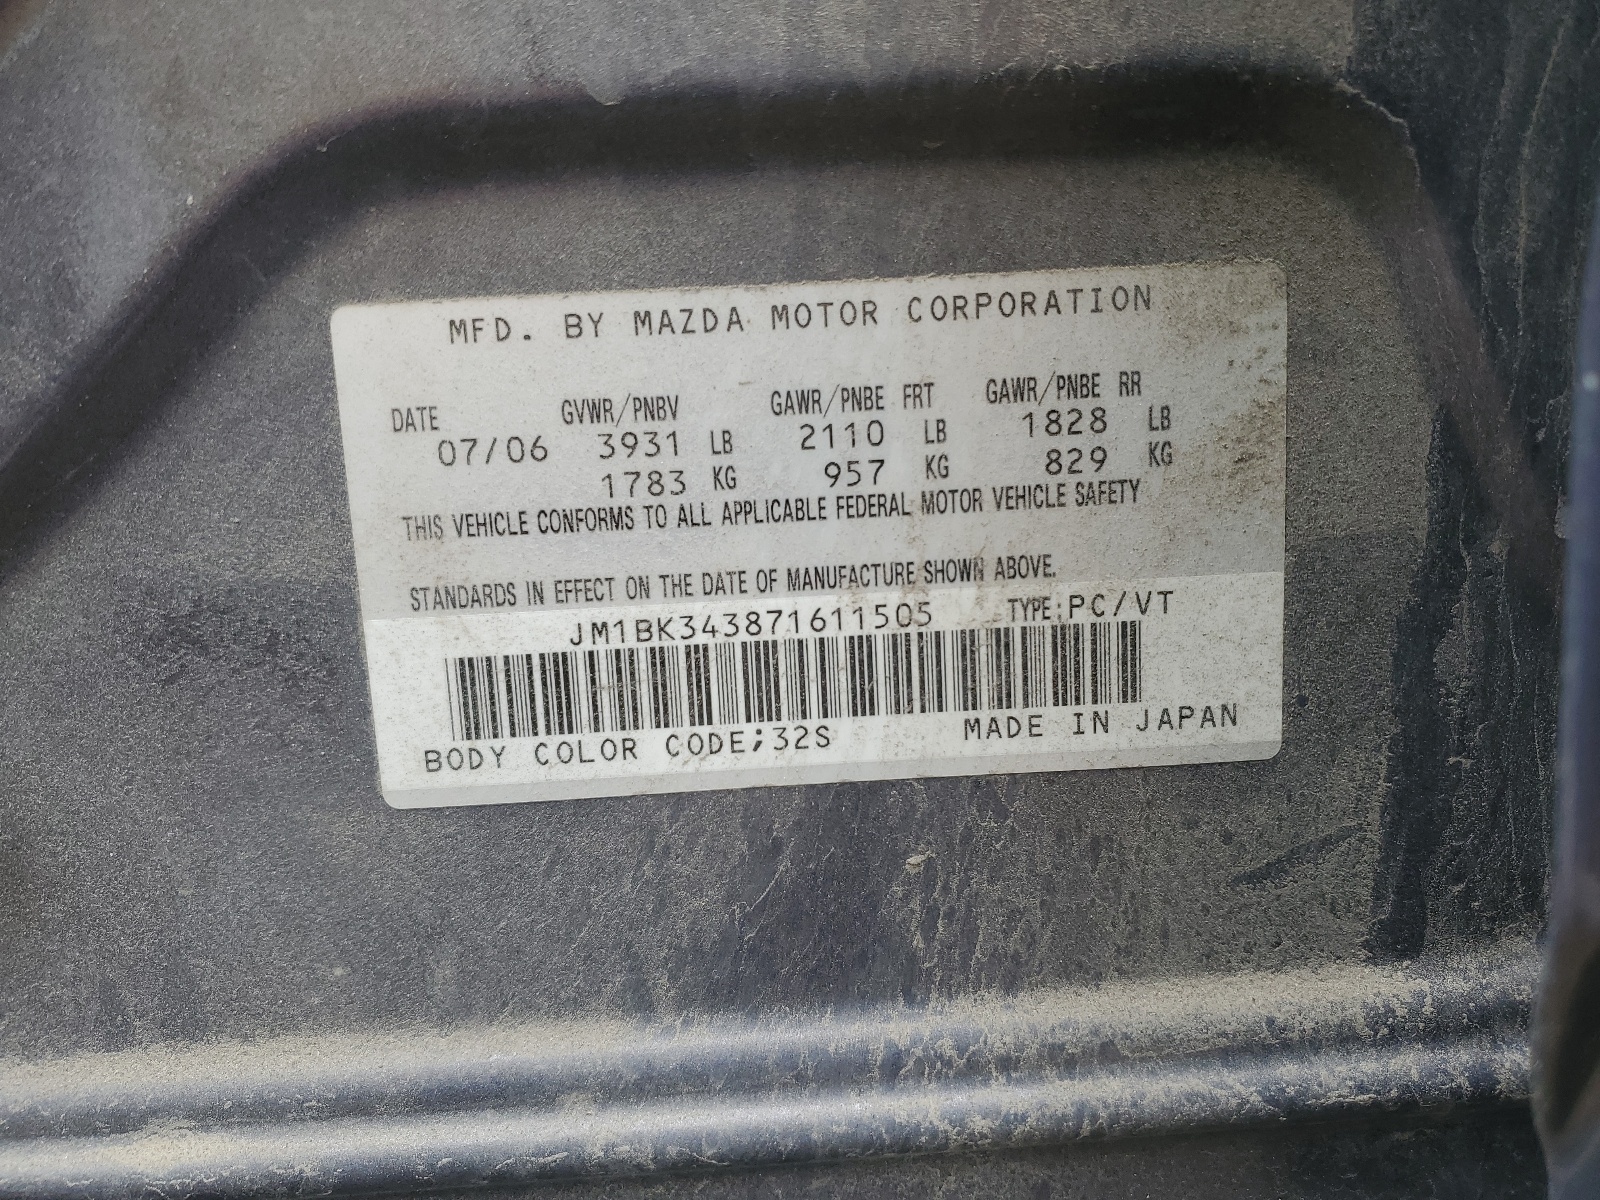 MFD. BY MAZDA MOTOR CORPORATION
DATE GVWR/PNBV GAWR/PNBE FRT GAWR/PNBE RR
07/06 3931 LB 2110 LB 1828 LB
1783 KG 957 KG 829 KG
THIS VEHICLE CONFORMS TO ALL APPLICABLE FEDERAL MOTOR VEHICLE SAFETY
STANDARDS IN EFFECT ON THE DATE OF MANUFACTURE SHOWN ABOVE.
JM1BK343871611505 TYPE:PC/VT
BODY COLOR CODE;32S MADE IN JAPAN